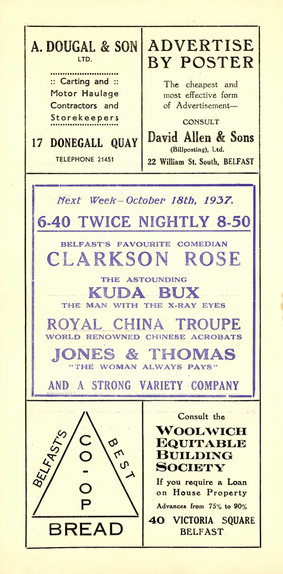 A. DOUGAL & SON
LTD.
:: Carting and ::
Motor Haulage
Contractors and
Storekeepers
17 DONEGALL QUAY
TELEPHONE 21451
ADVERTISE
BY POSTER
The cheapest and
most effective form
of Advertisement—
CONSULT
David Allen & Sons
(Billposting), Ltd.
22 William St. South, BELFAST
Next Week—October 18th, 1937.
6-40 TWICE NIGHTLY 8-50
BELFAST'S FAVOURITE COMEDIAN
CLARKSON ROSE
THE ASTOUNDING
KUDA BUX
THE MAN WITH THE X-RAY EYES
ROYAL CHINA TROUPE
WORLD RENOWNED CHINESE ACROBATS
JONES & THOMAS
"THE WOMAN ALWAYS PAYS"
AND A STRONG VARIETY COMPANY
BELFAST'S
BEST
CO-OP
BREAD
Consult the
WOOLWICH
EQUITABLE
BUILDING
SOCIETY
If you require a Loan
on House Property
Advances from 75% to 90%
40 VICTORIA SQUARE
BELFAST